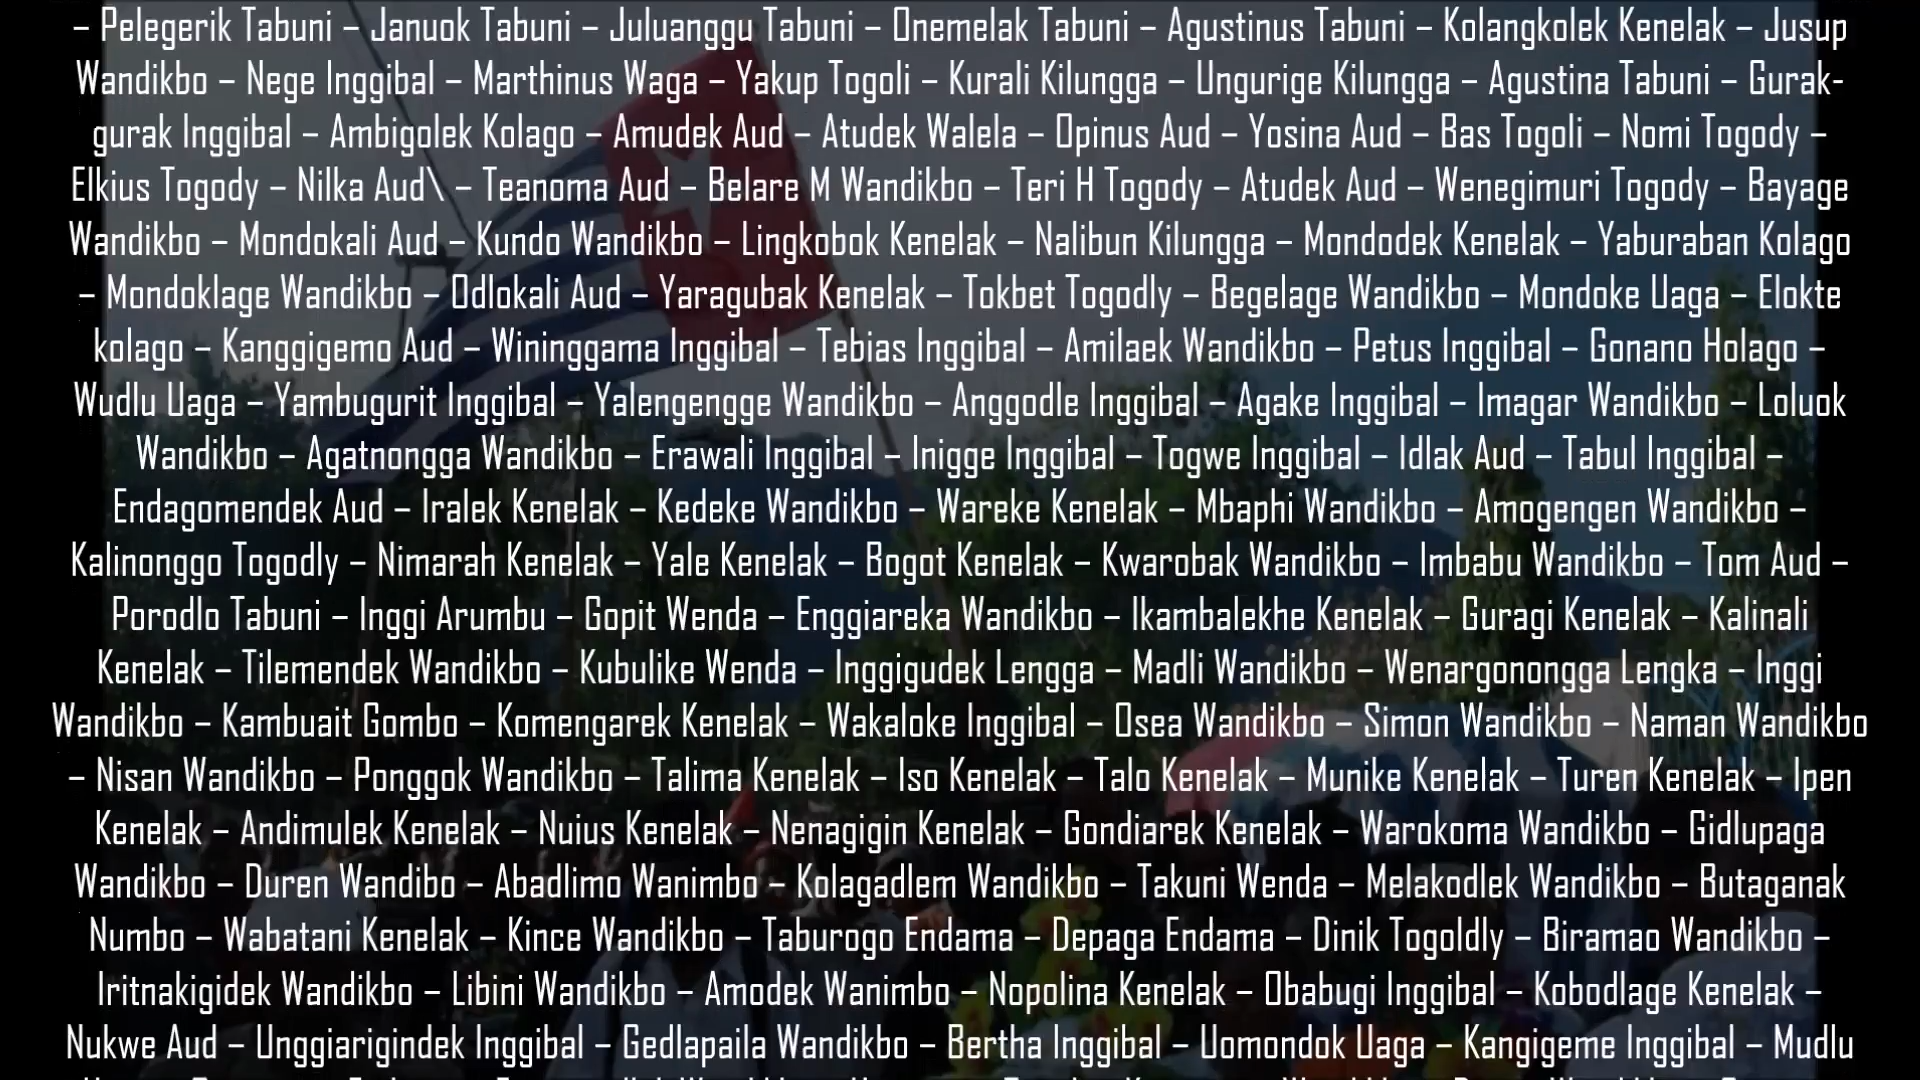 – Pelegerik Tabuni – Januok Tabuni – Juluanggu Tabuni – Onemelak Tabuni – Agustinus Tabuni – Kolangkolek Kenelak – Jusup
Wandikbo – Nege Inggibal – Marthinus Waga – Yakup Togoli – Kurali Kilungga – Ungurige Kilungga – Agustina Tabuni – Gurak-
gurak Inggibal – Ambigolek Kolago – Amudek Aud – Atudek Walela – Opinus Aud – Yosina Aud – Bas Togoli – Nomi Togody –
Elkius Togody – Nilka Aud\ – Teanoma Aud – Belare M Wandikbo – Teri H Togody – Atudek Aud – Wenegimuri Togody – Bayage
Wandikbo – Mondokali Aud – Kundo Wandikbo – Lingkobok Kenelak – Nalibun Kilungga – Mondodek Kenelak – Yaburaban Kolago
– Mondoklage Wandikbo – Odlokali Aud – Yaragubak Kenelak – Tokbet Togodly – Begelage Wandikbo – Mondoke Uaga – Elokte
kolago – Kanggigemo Aud – Wininggama Inggibal – Tebias Inggibal – Amilaek Wandikbo – Petus Inggibal – Gonano Holago –
Wudlu Uaga – Yambugurit Inggibal – Yalengengge Wandikbo – Anggodle Inggibal – Agake Inggibal – Imagar Wandikbo – Loluok
Wandikbo – Agatnongga Wandikbo – Erawali Inggibal – Inigge Inggibal – Togwe Inggibal – Idlak Aud – Tabul Inggibal –
Endagomendek Aud – Iralek Kenelak – Kedeke Wandikbo – Wareke Kenelak – Mbaphi Wandikbo – Amogengen Wandikbo –
Kalinonggo Togodly – Nimarah Kenelak – Yale Kenelak – Bogot Kenelak – Kwarobak Wandikbo – Imbabu Wandikbo – Tom Aud –
Porodlo Tabuni – Inggi Arumbu – Gopit Wenda – Enggiareka Wandikbo – Ikambalekhe Kenelak – Guragi Kenelak – Kalinali
Kenelak – Tilemendek Wandikbo – Kubulike Wenda – Inggigudek Lengga – Madli Wandikbo – Wenargonongga Lengka – Inggi
Wandikbo – Kambuait Gombo – Komengarek Kenelak – Wakaloke Inggibal – Osea Wandikbo – Simon Wandikbo – Naman Wandikbo
– Nisan Wandikbo – Ponggok Wandikbo – Talima Kenelak – Iso Kenelak – Talo Kenelak – Munike Kenelak – Turen Kenelak – Ipen
Kenelak – Andimulek Kenelak – Nuius Kenelak – Nenagigin Kenelak – Gondiarek Kenelak – Warokoma Wandikbo – Gidlupaga
Wandikbo – Duren Wandibo – Abadlimo Wanimbo – Kolagadlem Wandikbo – Takuni Wenda – Melakodlek Wandikbo – Butaganak
Numbo – Wabatani Kenelak – Kince Wandikbo – Taburogo Endama – Depaga Endama – Dinik Togoldly – Biramao Wandikbo –
Iritnakigidek Wandikbo – Libini Wandikbo – Amodek Wanimbo – Nopolina Kenelak – Obabugi Inggibal – Kobodlage Kenelak –
Nukwe Aud – Unggiarigindek Inggibal – Gedlapaila Wandikbo – Bertha Inggibal – Uomondok Uaga – Kangigeme Inggibal – Mudlu